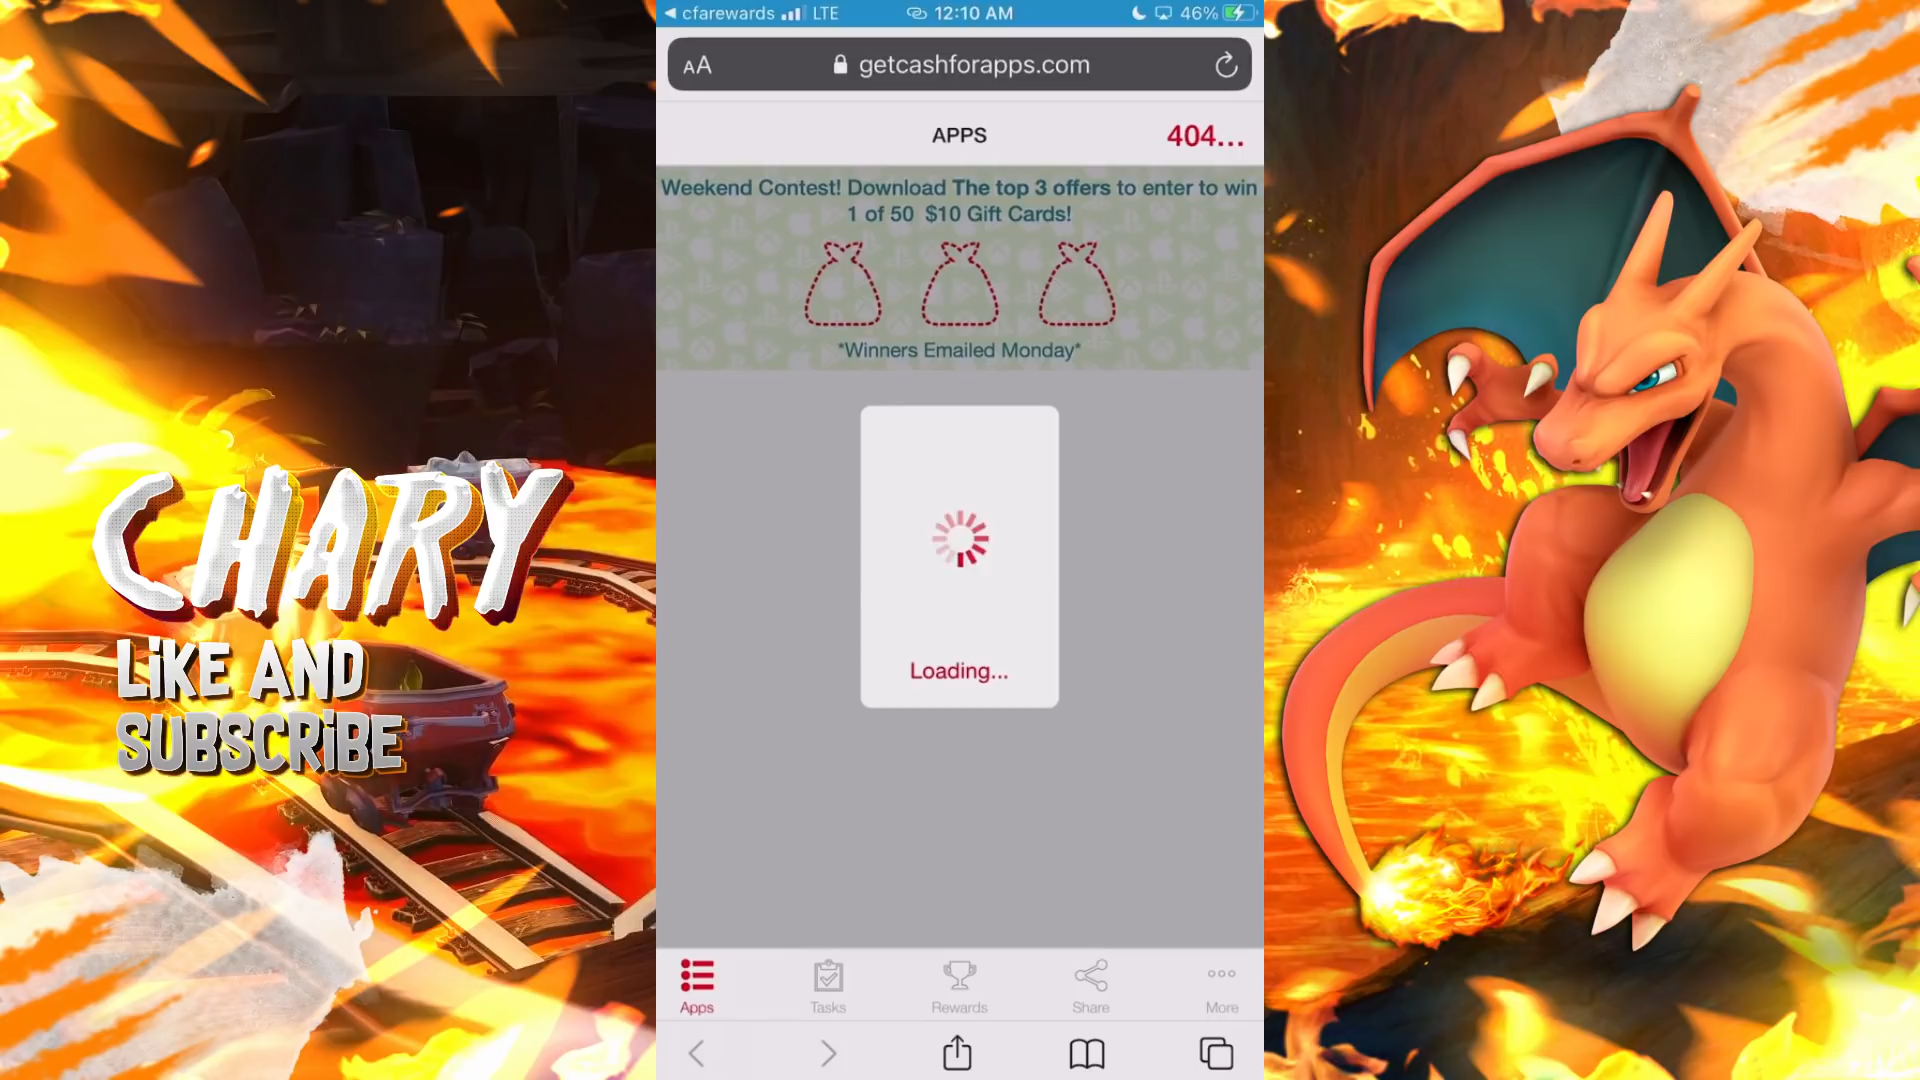 CHARY
LiKE AND
SUBSCRiBE
cfarewards LTE 12:10 AM 46%
AA getcashforapps.com
APPS 404...
Weekend Contest! Download The top 3 offers to enter to win
1 of 50 $10 Gift Cards!
*Winners Emailed Monday*
Loading...
Apps Tasks Rewards Share More